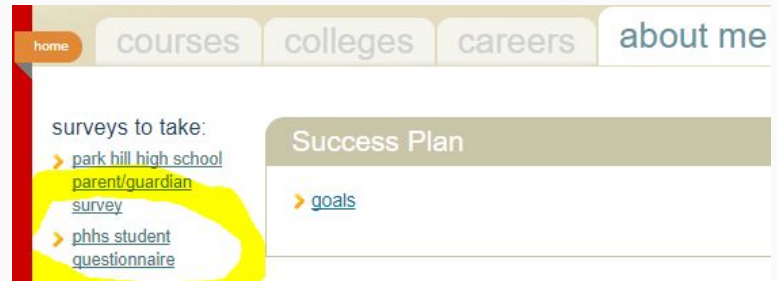 home
courses
colleges
careers
about me
surveys to take:
park hill high school
parent/guardian
survey
phhs student
questionnaire
Success Plan
goals